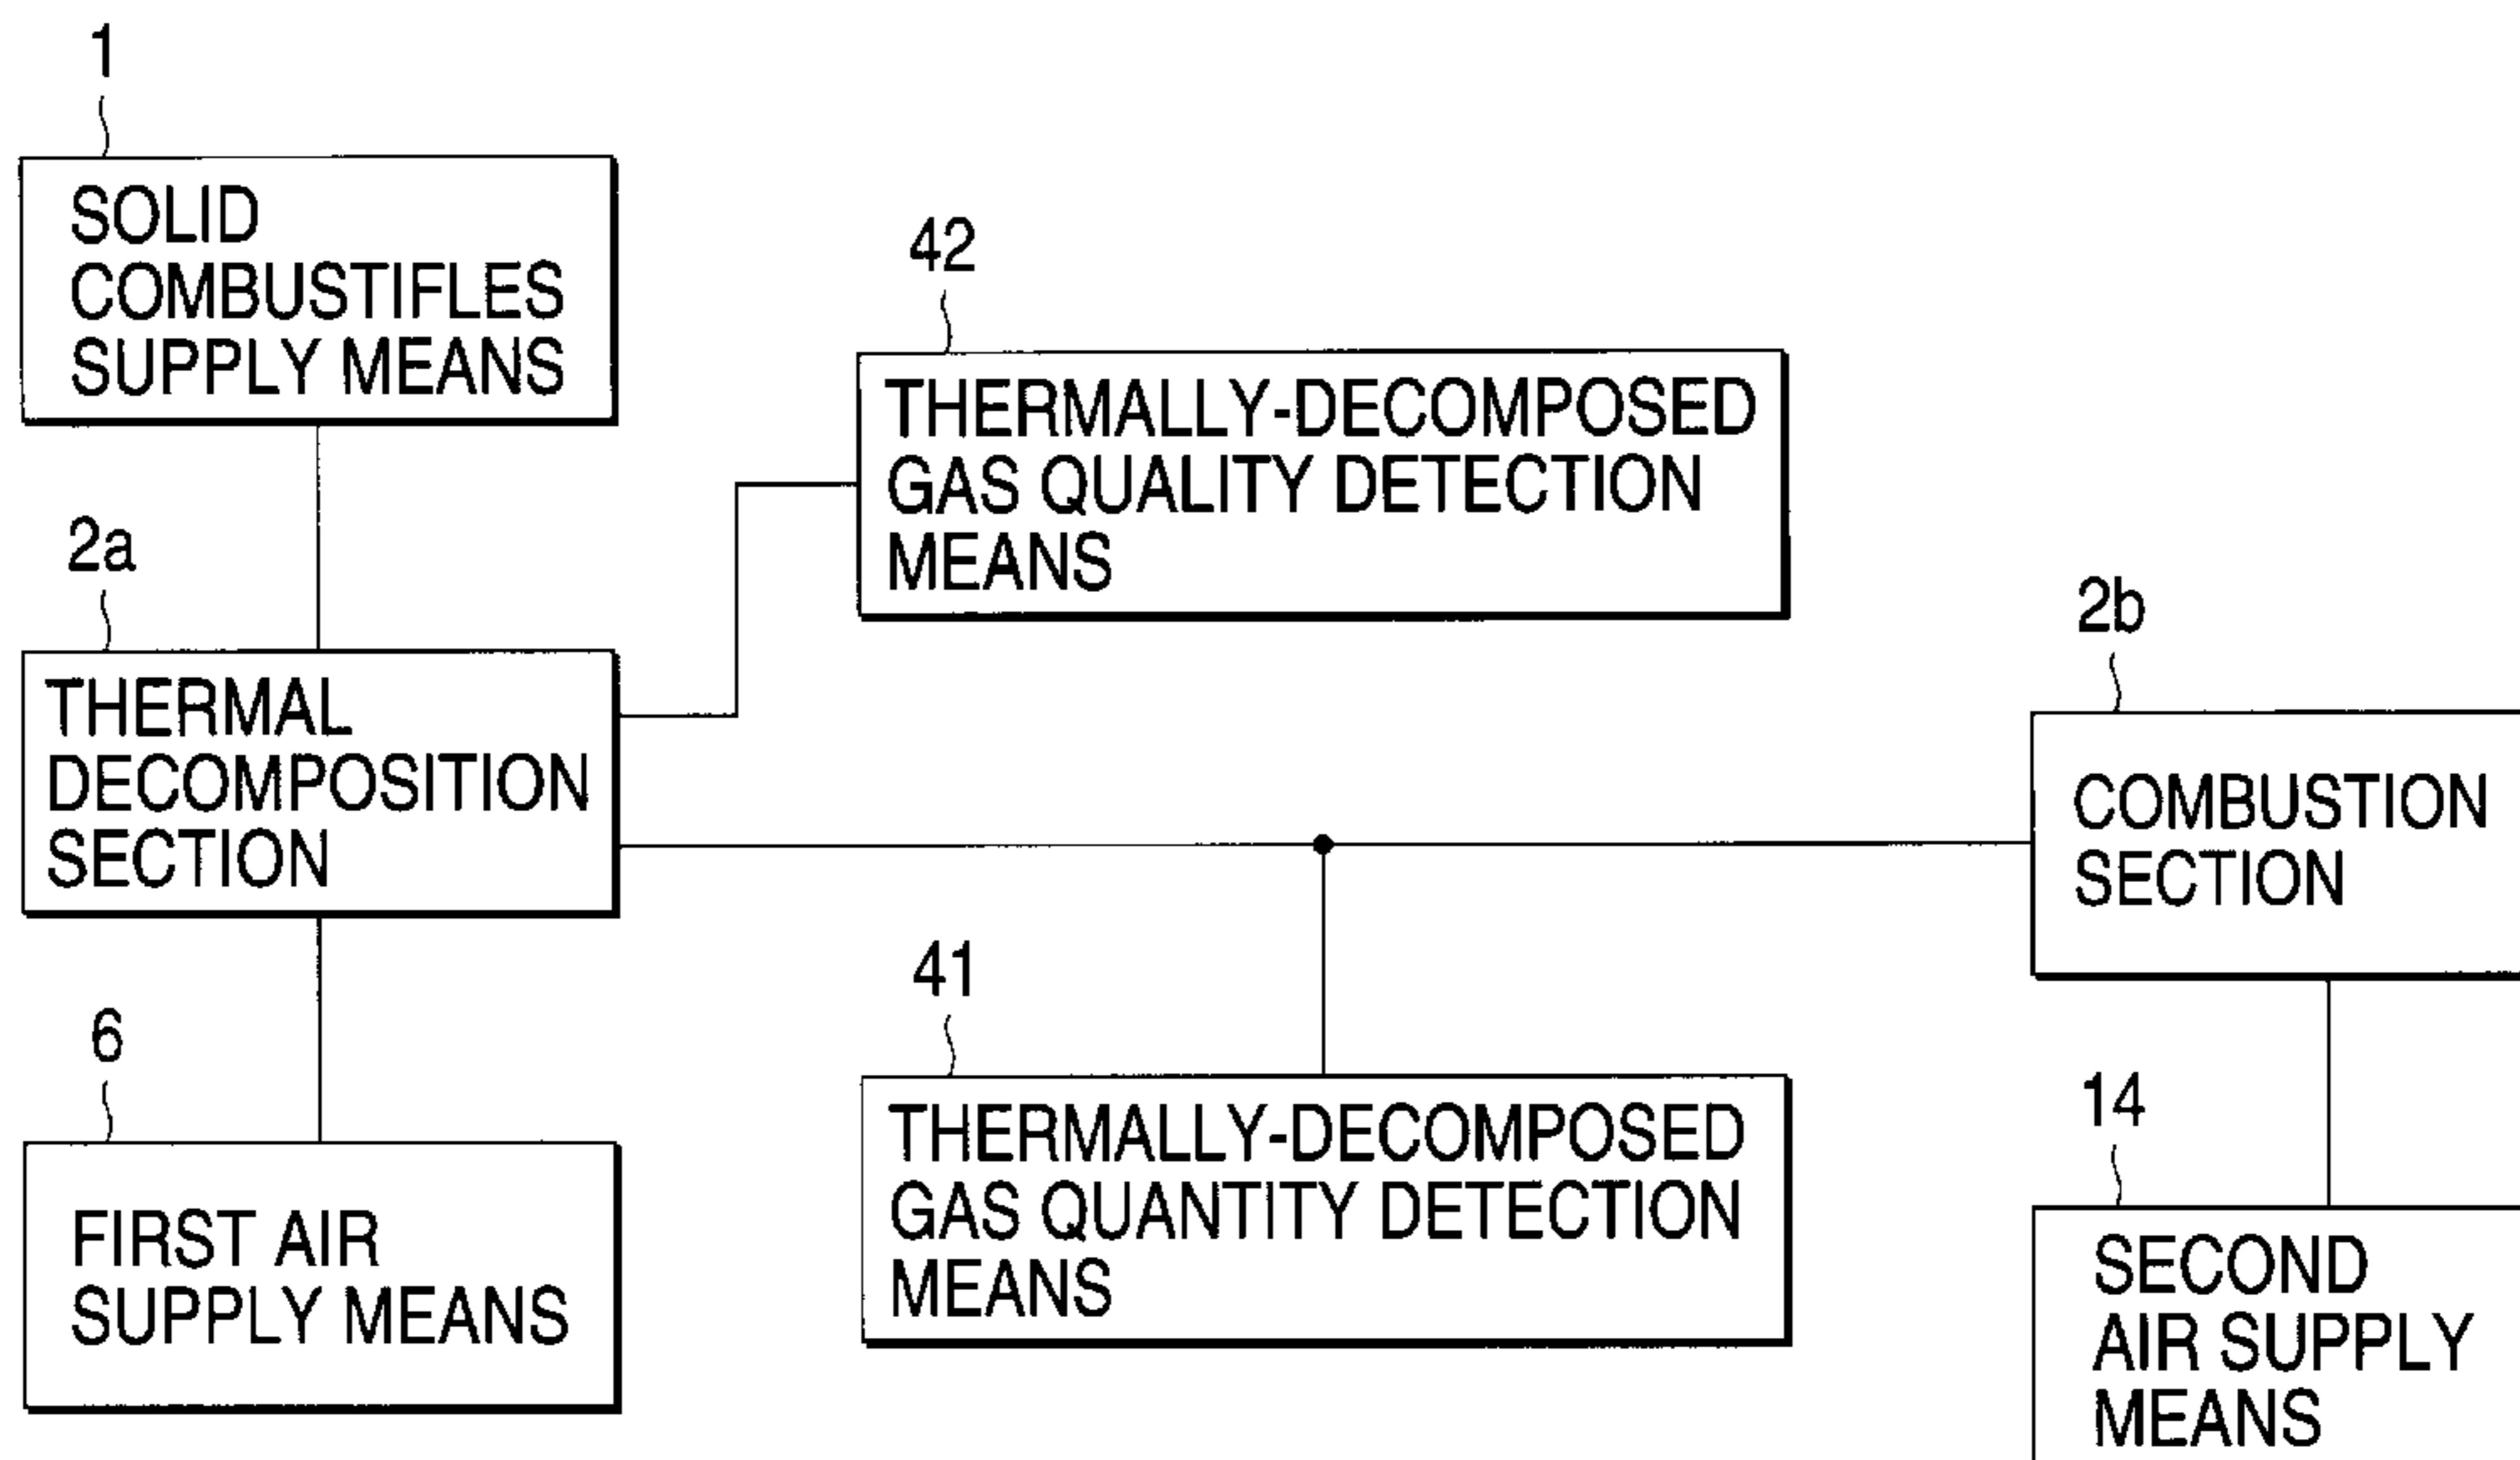 1
SOLID
COMBUSTIFLES
SUPPLY MEANS
42
THERMALLY-DECOMPOSED
GAS QUALITY DETECTION
MEANS
2a
THERMAL
DECOMPOSITION
SECTION
2b
COMBUSTION
SECTION
41
THERMALLY-DECOMPOSED
GAS QUANTITY DETECTION
MEANS
6
FIRST AIR
SUPPLY MEANS
14
SECOND
AIR SUPPLY
MEANS